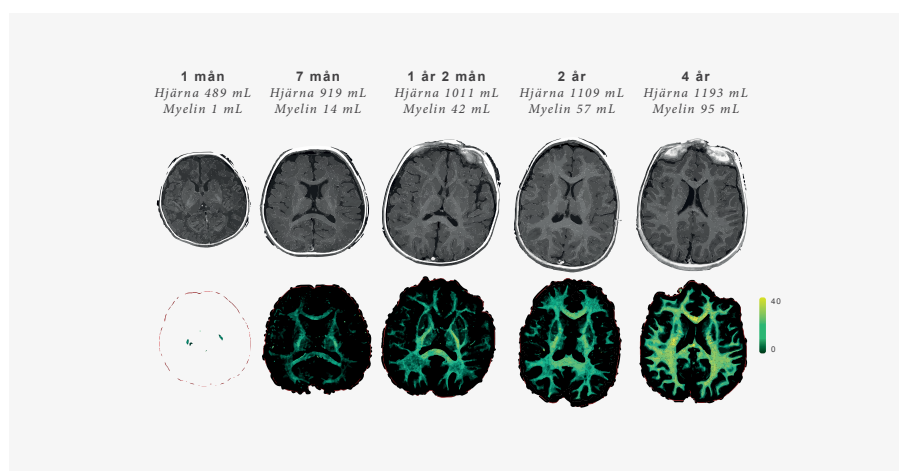 1 mån
Hjärna 489 mL
Myelin 1 mL
7 mån
Hjärna 919 mL
Myelin 14 mL
1 år 2 mån
Hjärna 1011 mL
Myelin 42 mL
2 år
Hjärna 1109 mL
Myelin 57 mL
4 år
Hjärna 1193 mL
Myelin 95 mL
40
0